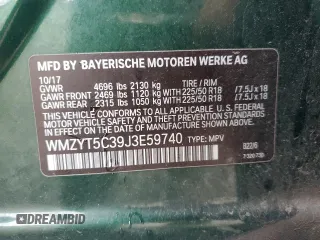 MFD BY BAYERISCHE MOTOREN WERKE AG
10/17 TIRE / RIM
GVWR 4696 lbs 2130 kg
GAWR FRONT 2469 lbs 1120 kg WITH 225/50 R18 /7.5J x 18
GAWR REAR 2315 lbs 1050 kg WITH 225/50 R18 /7.5J x 18
THIS VEHICLE CONFORMS TO ALL APPLICABLE U. S. FEDERAL
MOTOR VEHICLE SAFETY, BUMPER, AND THEFT PREVENTION
STANDARDS IN EFFECT ON THE DATE OF MANUFACTURE
SHOWN ABOVE.
WMZYT5C39J3E59740 TYPE: MPV
© AutoBidMaster